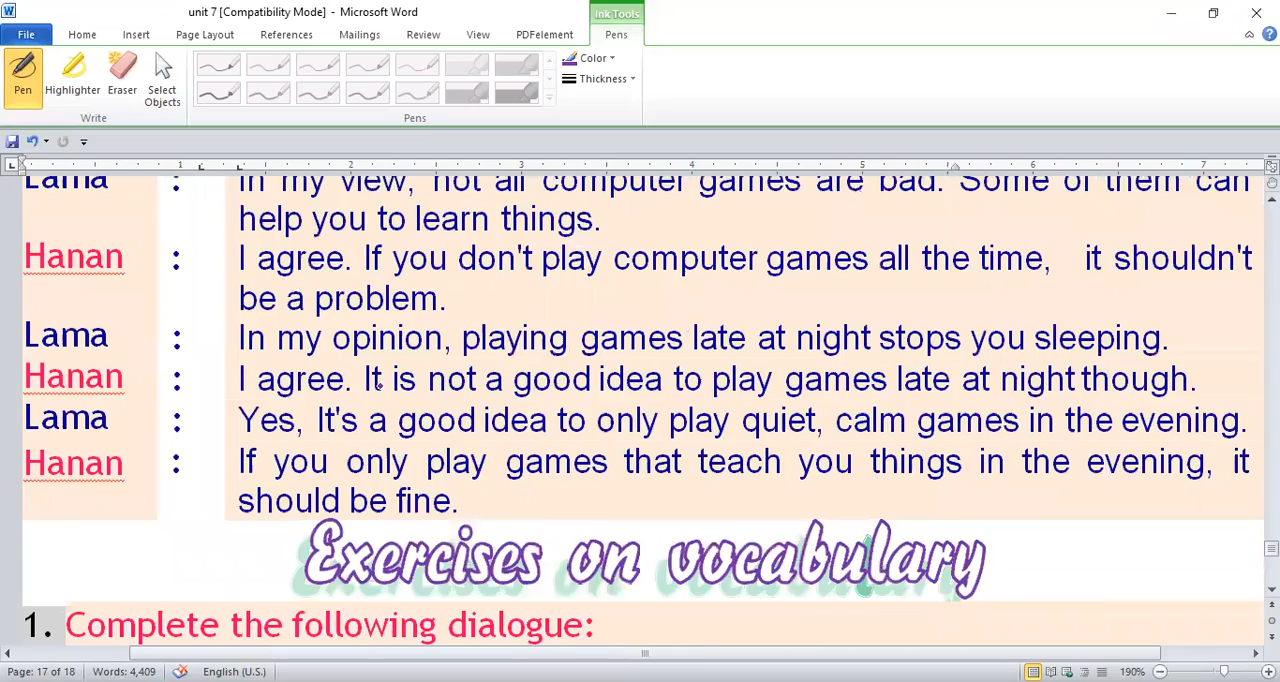 unit 7 [Compatibility Mode] - Microsoft Word
Ink Tools
File Home Insert Page Layout References Mailings Review View PDFelement Pens
Pen Highlighter Eraser Select Objects
Color
Thickness
Write Pens
1 2 3 4 5 6 7
Lama : In my view, not all computer games are bad. Some of them can
help you to learn things.
Hanan : I agree. If you don't play computer games all the time, it shouldn't
be a problem.
Lama : In my opinion, playing games late at night stops you sleeping.
Hanan : I agree. It is not a good idea to play games late at night though.
Lama : Yes, It's a good idea to only play quiet, calm games in the evening.
Hanan : If you only play games that teach you things in the evening, it
should be fine.
Exercises on vocabulary
1. Complete the following dialogue:
Page: 17 of 18 Words: 4,409 English (U.S.) 190%